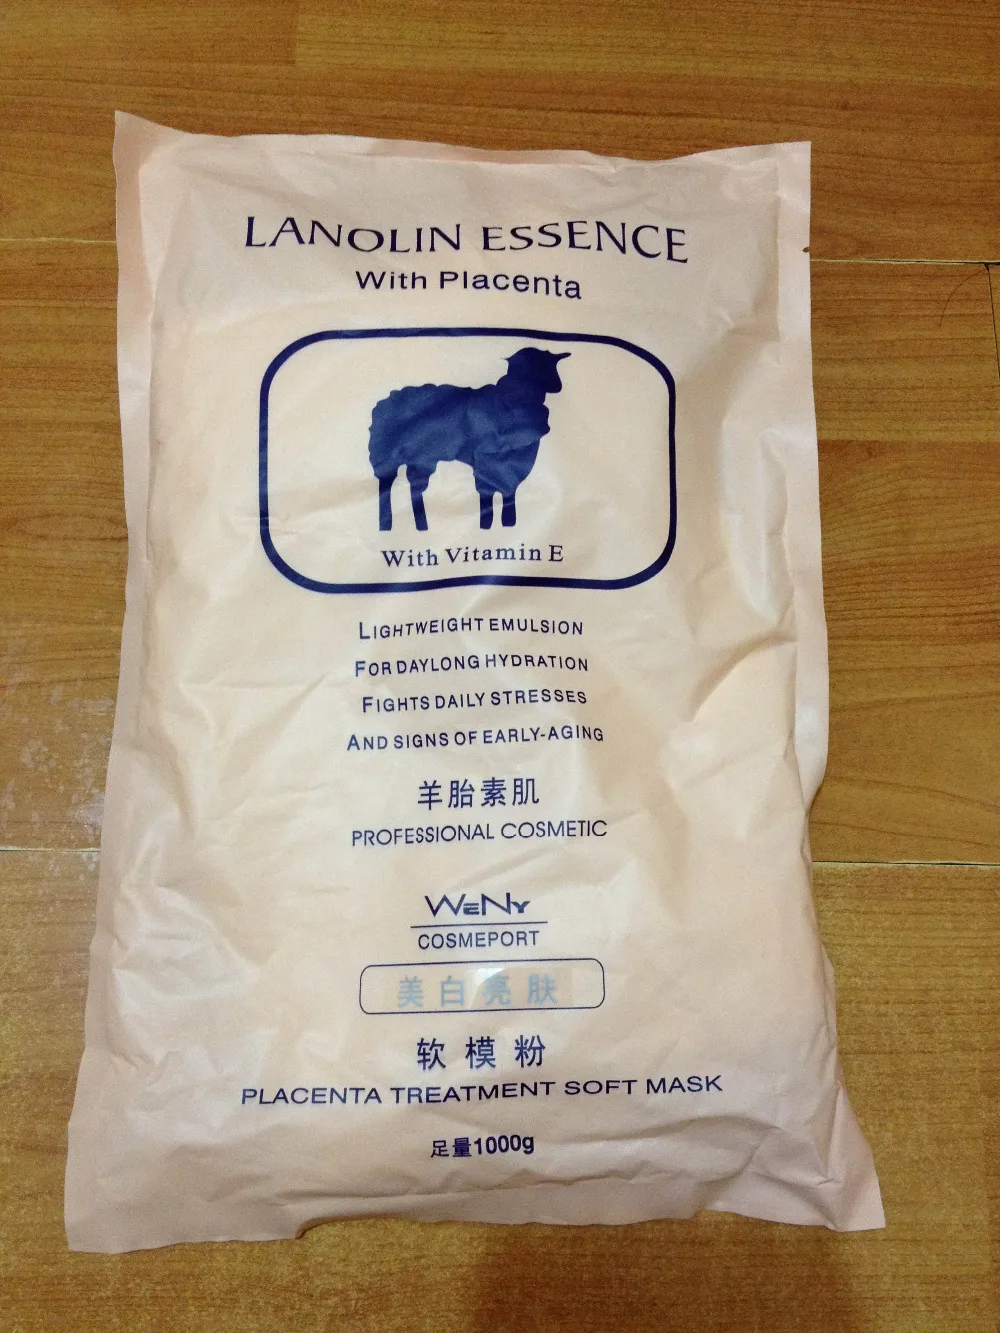 LANOLIN ESSENCE
With Placenta
With Vitamin E
LIGHTWEIGHT EMULSION
FOR DAYLONG HYDRATION
FIGHTS DAILY STRESSES
AND SIGNS OF EARLY-AGING
羊胎素肌
PROFESSIONAL COSMETIC
WENY
COSMEPORT
美白亮肤
软模粉
PLACENTA TREATMENT SOFT MASK
足量1000g